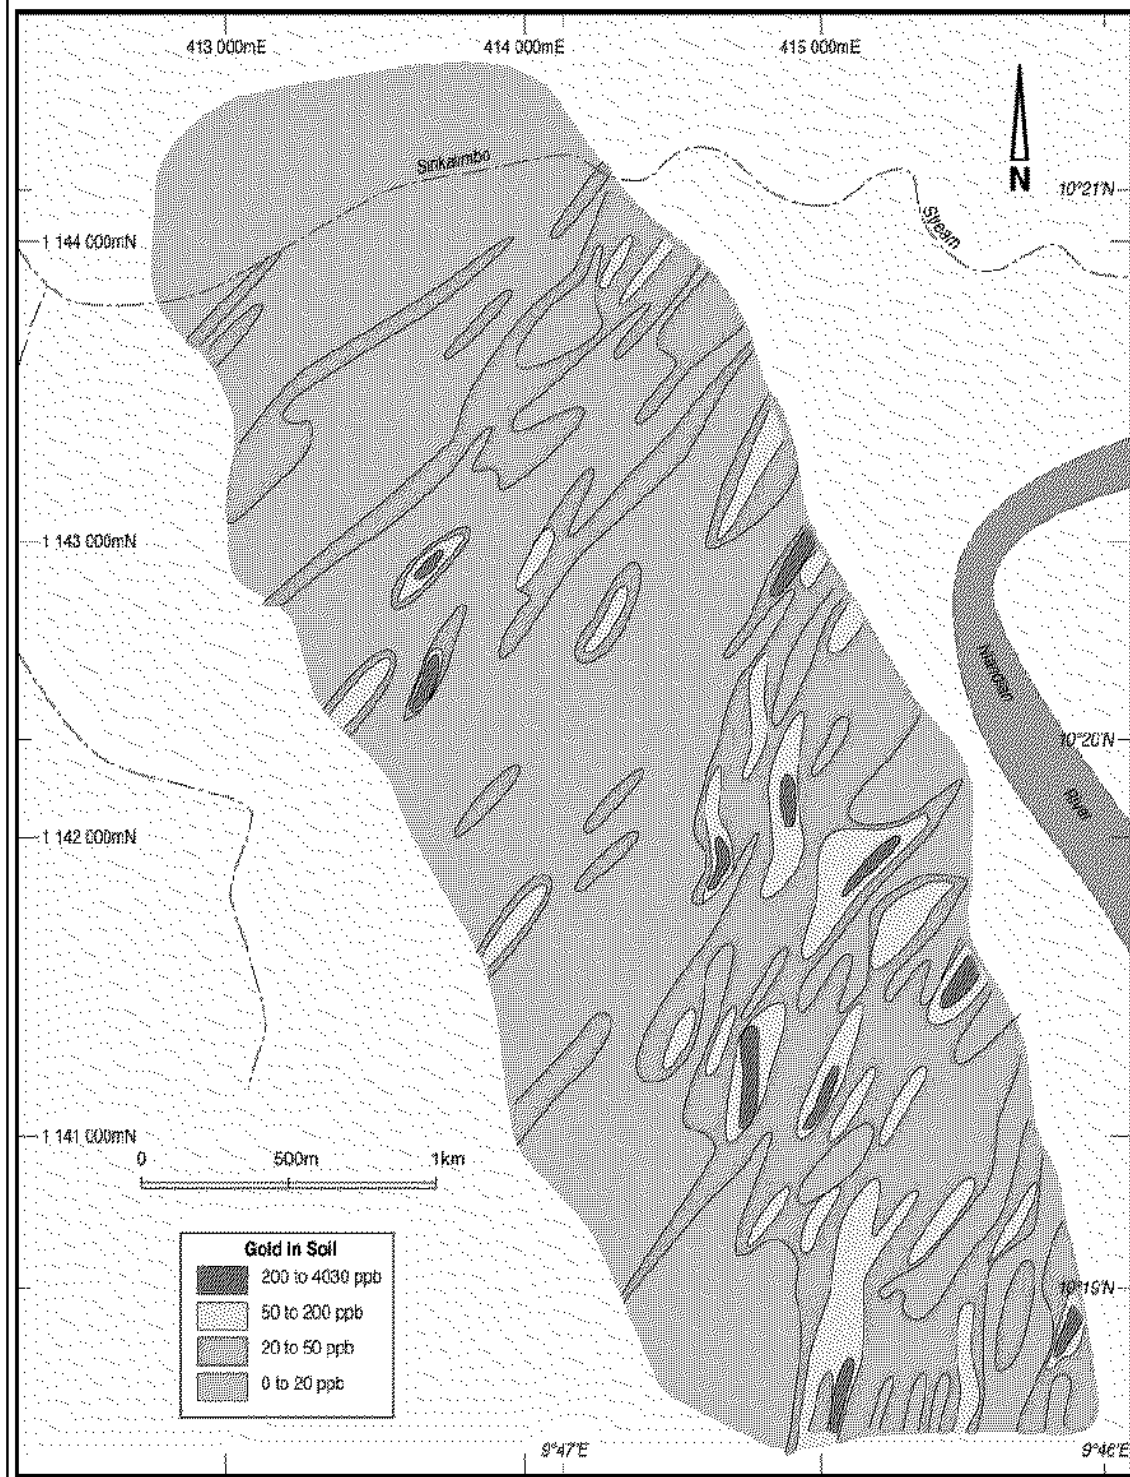 413 000mE 414 000mE 415 000mE
Sinkalimbo
N
10°21'N
Stream
1 144 000mN
1 143 000mN
10°20'N
River
1 142 000mN
1 141 000mN
0 500m 1km
Gold in Soil
200 to 4030 ppb
50 to 200 ppb
20 to 50 ppb
0 to 20 ppb
10°19'N
9°47'E 9°46'E